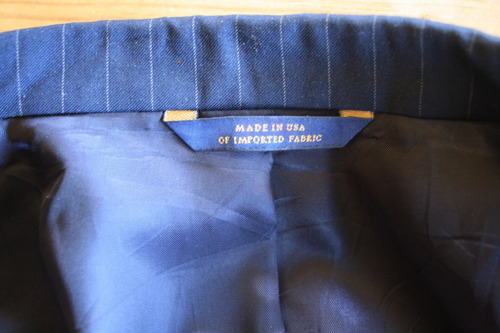 MADE IN USA
OF IMPORTED FABRIC